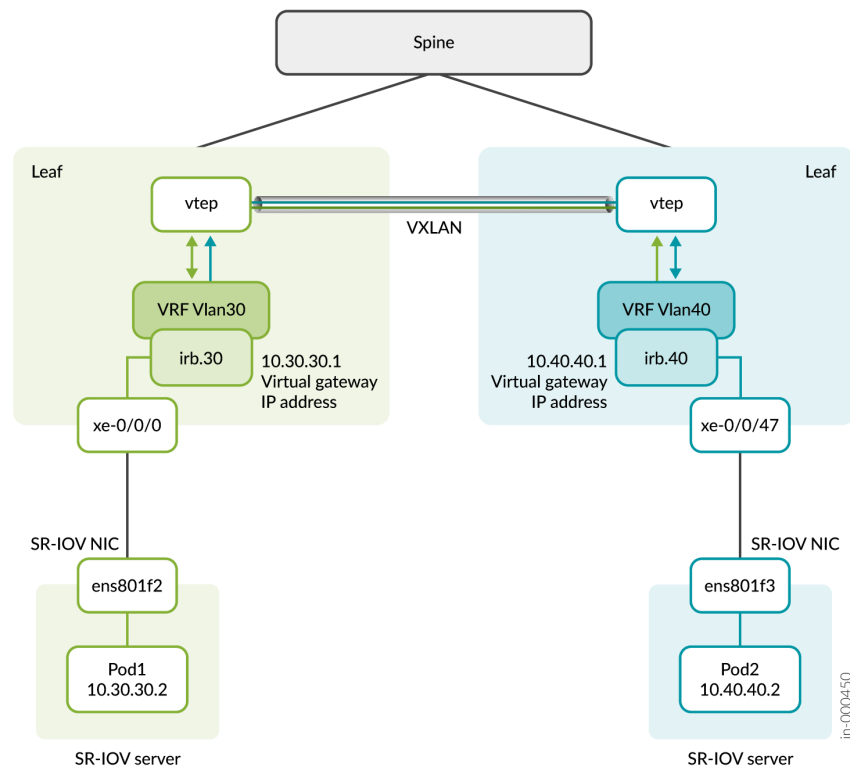 Spine
Leaf
Leaf
vtep
vtep
VXLAN
VRF Vlan30
VRF Vlan40
irb.30
10.30.30.1
Virtual gateway
IP address
10.40.40.1
Virtual gateway
IP address
irb.40
xe-0/0/0
xe-0/0/47
SR-IOV NIC
SR-IOV NIC
ens801f2
ens801f3
Pod1
10.30.30.2
Pod2
10.40.40.2
SR-IOV server
SR-IOV server
jn-000450